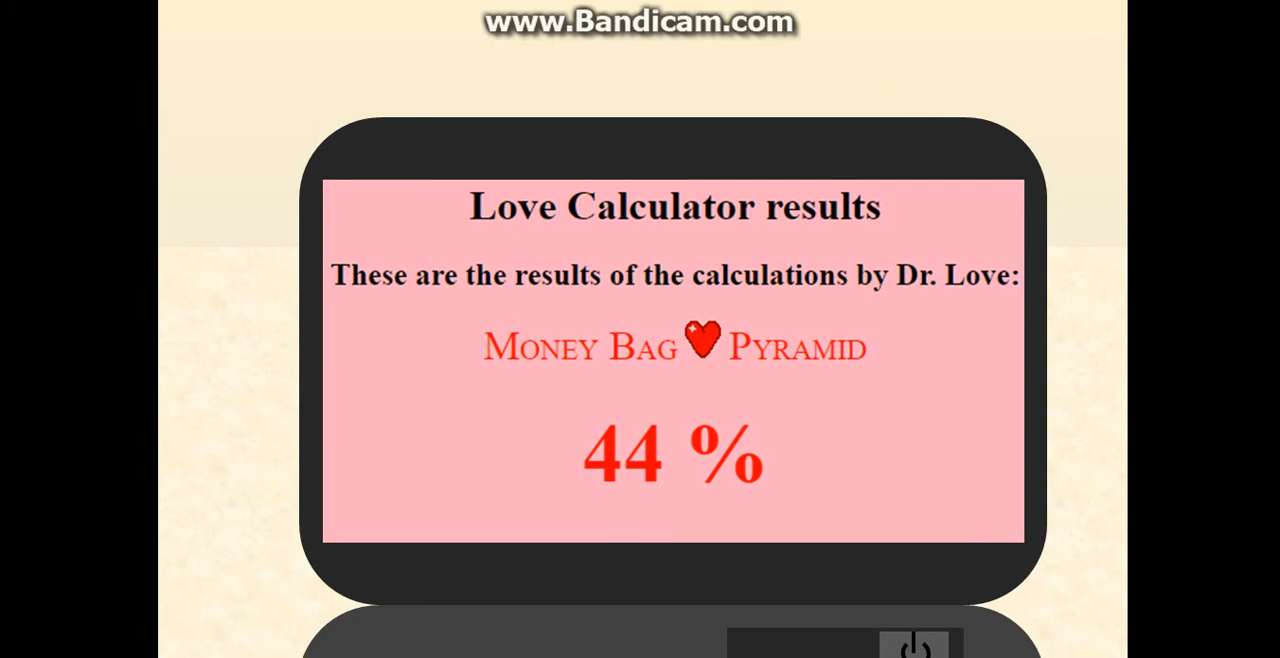 www.Bandicam.com
Love Calculator results
These are the results of the calculations by Dr. Love:
Money Bag Pyramid
44 %